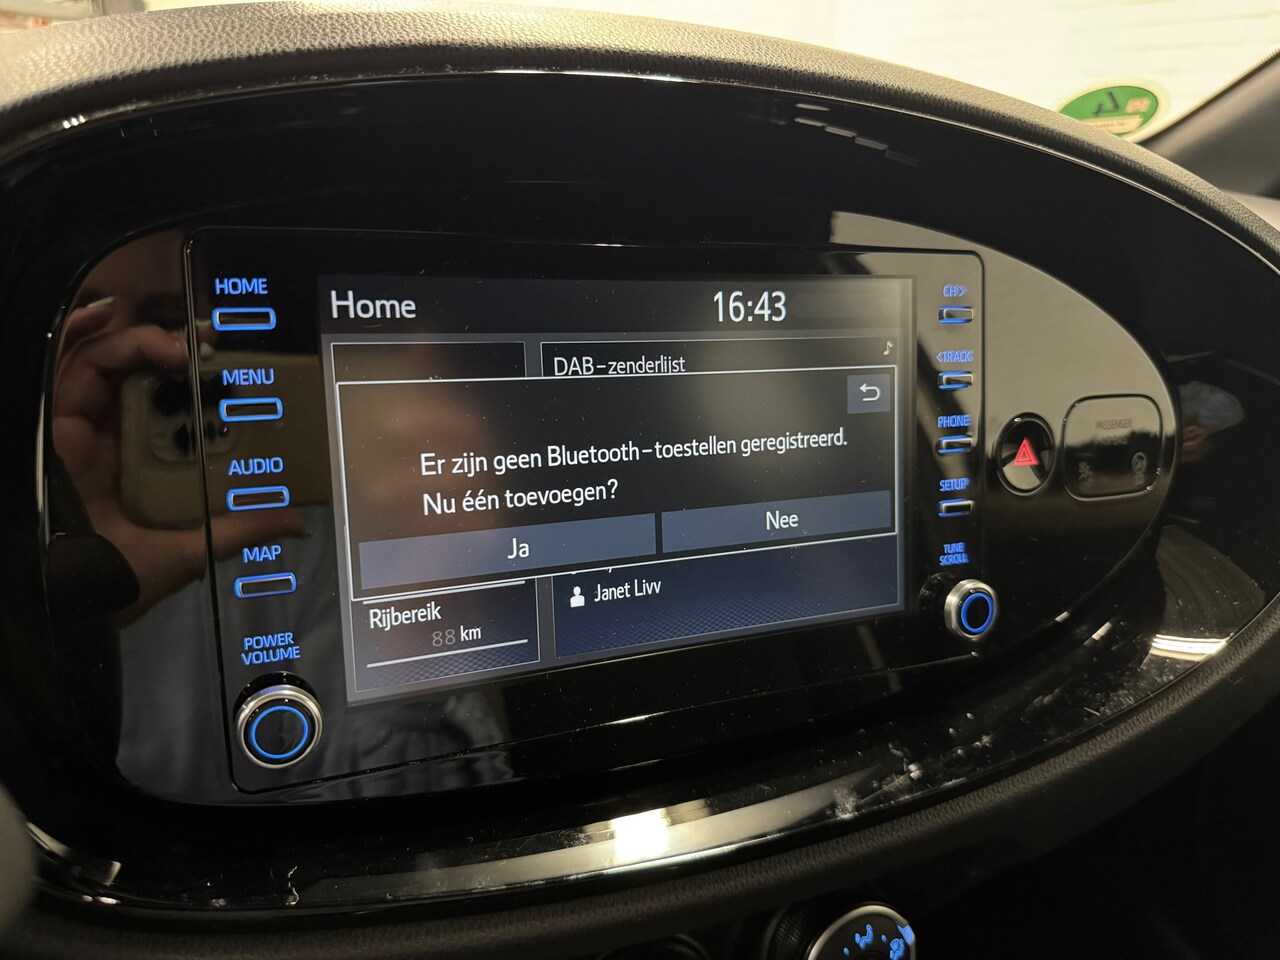 HOME
MENU
AUDIO
MAP
POWER
VOLUME
Home
16:43
DAB-zenderlijst
Er zijn geen Bluetooth-toestellen geregistreerd.
Nu één toevoegen?
Ja
Nee
Rijbereik
88 km
Janet Livv
CH>
<TRACK
PHONE
SETUP
TUNE
SCROLL
PASSENGER